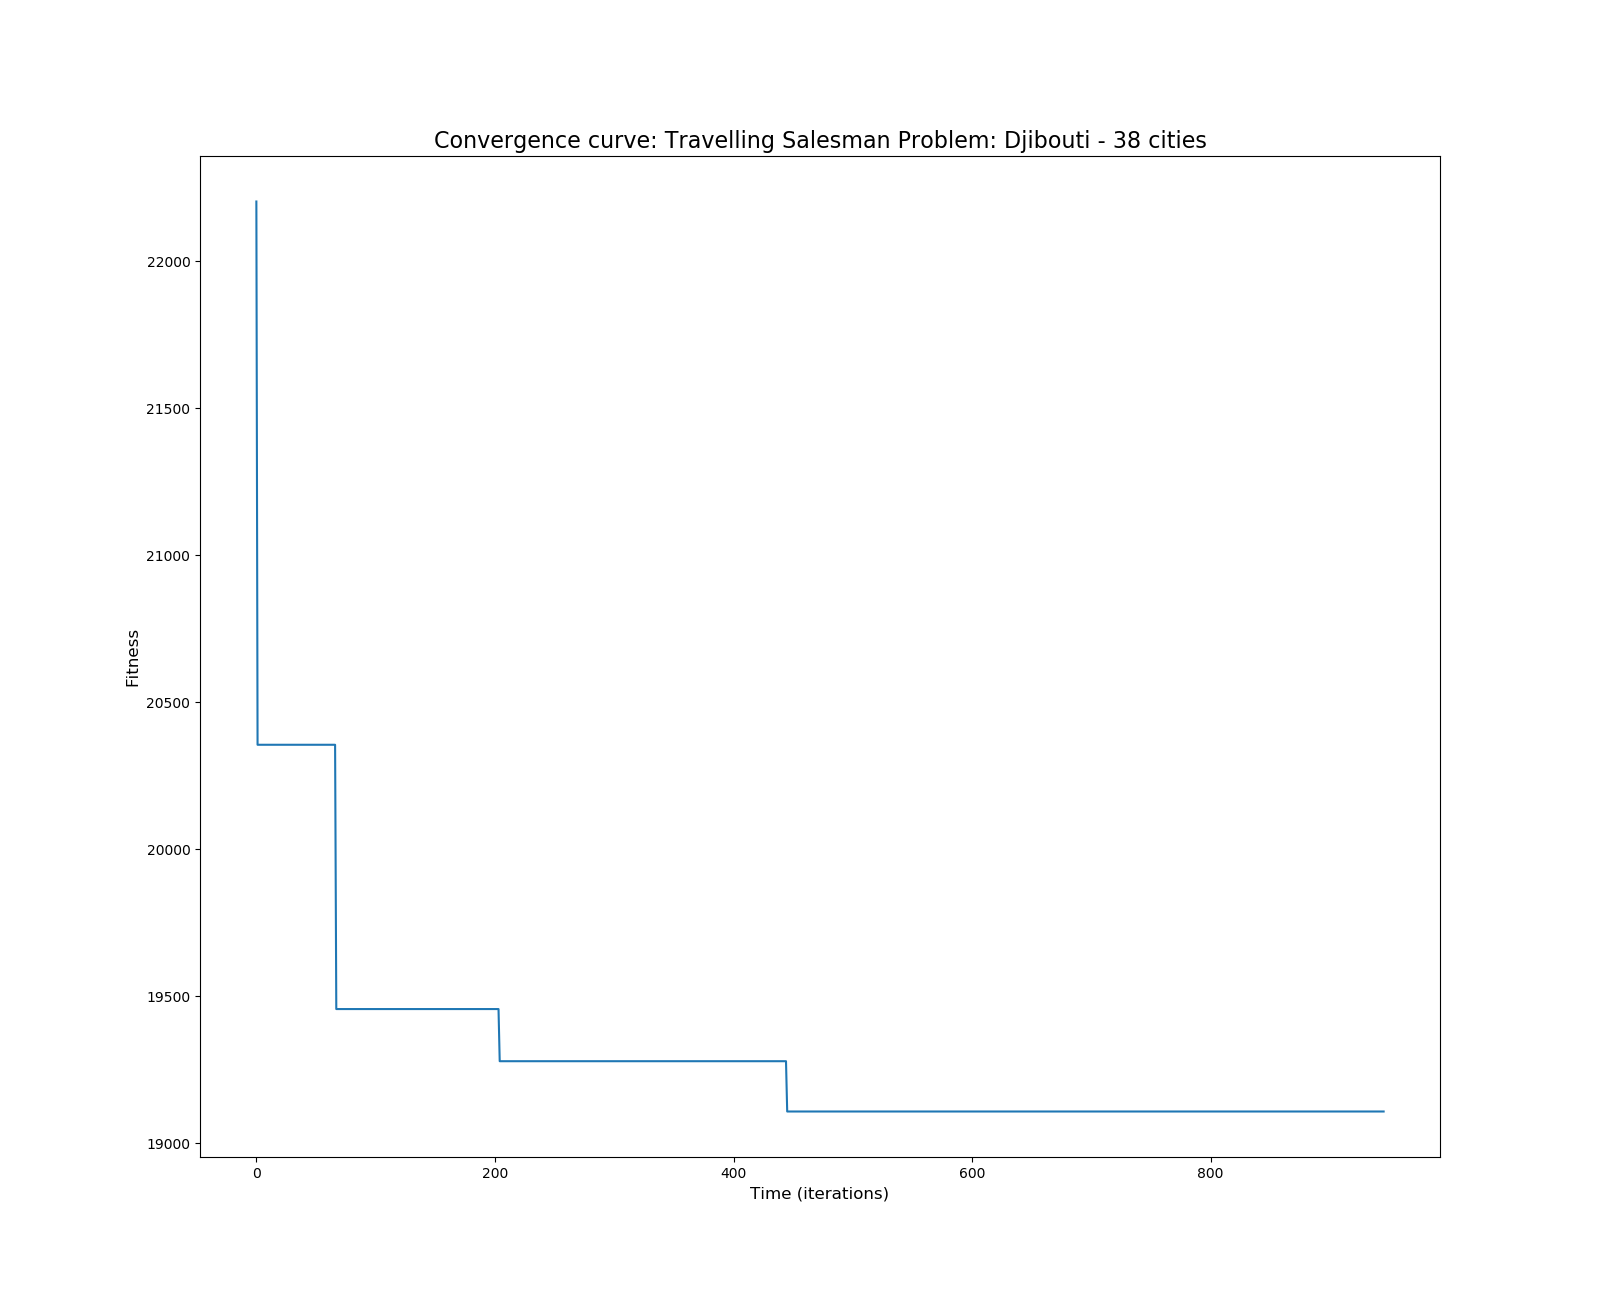 Convergence curve: Travelling Salesman Problem: Djibouti - 38 cities
22000
21500
21000
20500
20000
19500
19000
Fitness
0 200 400 600 800
Time (iterations)